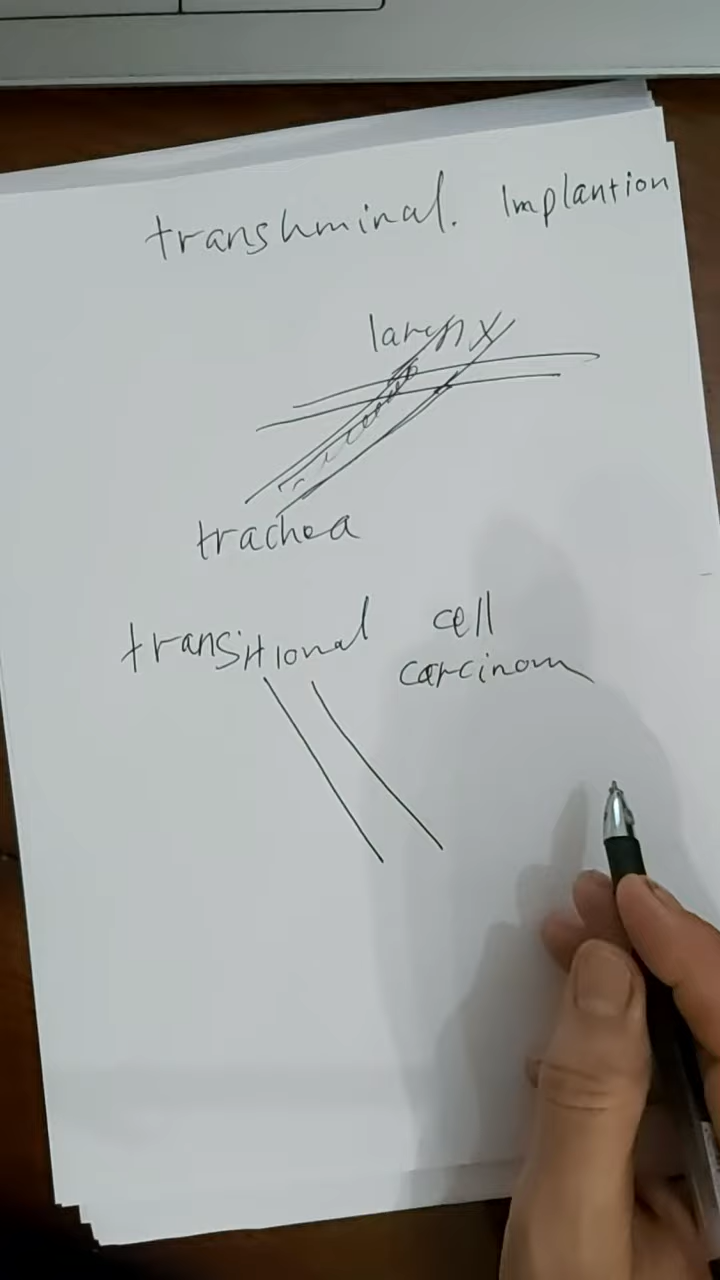 transluminal. Implantion
larynx
trachea
transitional cell
carcinom